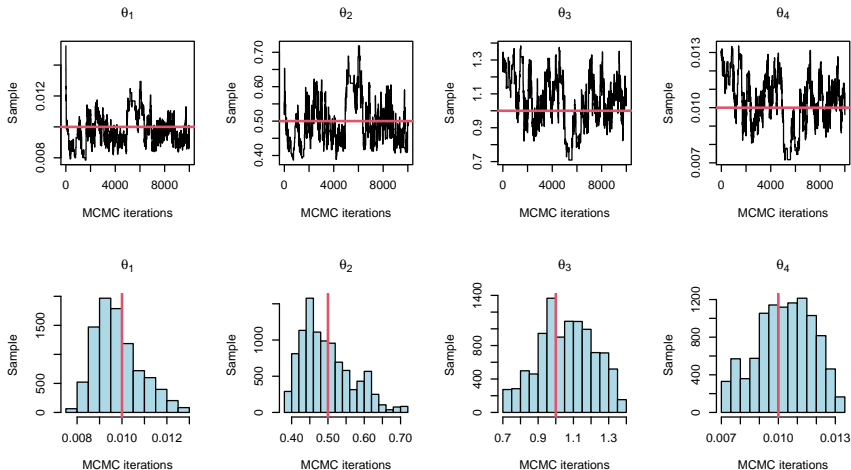 θ1 θ2 θ3 θ4
Sample Sample Sample Sample
0.012 0.70 1.3 0.013
0.60 1.1
0.50 0.9 0.010
0.008 0.40 0.7 0.007
0 4000 8000 0 4000 8000 0 4000 8000 0 4000 8000
MCMC iterations MCMC iterations MCMC iterations MCMC iterations
θ1 θ2 θ3 θ4
Sample Sample Sample Sample
1500 1000 1400 1200
800 800
500 400 400
0 0 0 0
0.008 0.010 0.012 0.40 0.50 0.60 0.70 0.7 0.9 1.1 1.3 0.007 0.010 0.013
MCMC iterations MCMC iterations MCMC iterations MCMC iterations